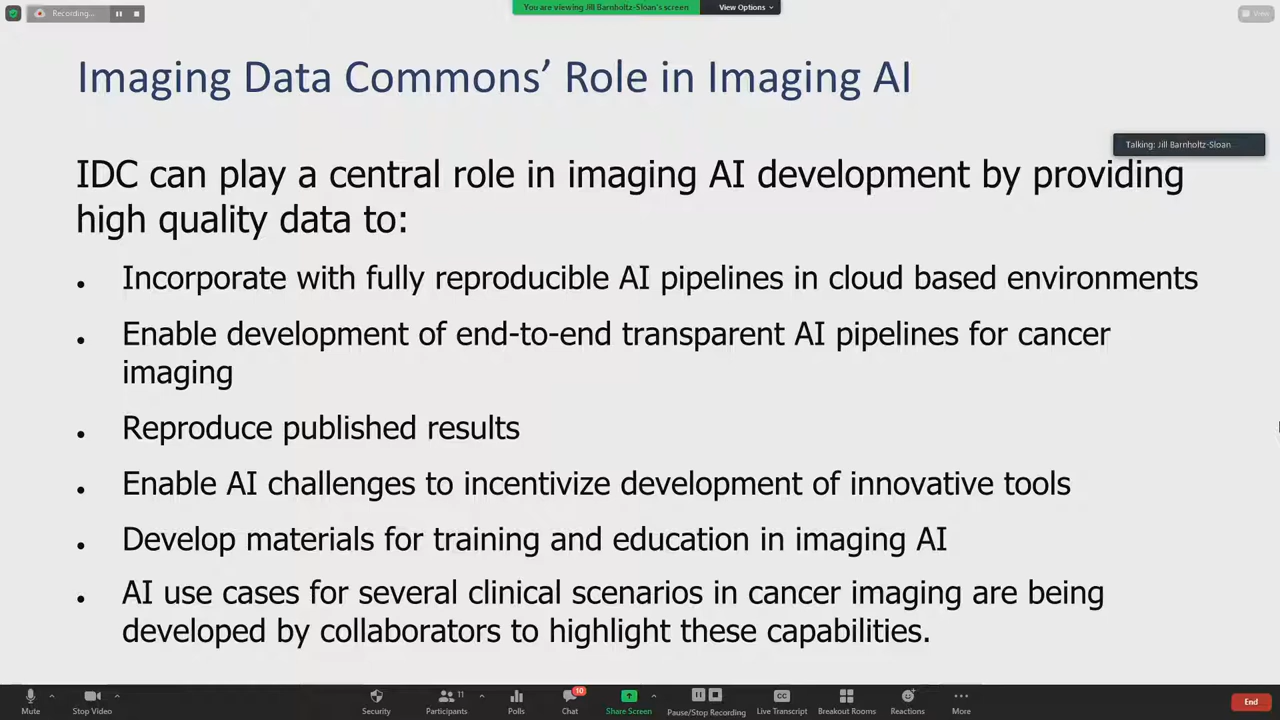 Recording...
You are viewing Jill Barnholtz-Sloan's screen
View Options
View
Imaging Data Commons’ Role in Imaging AI
Talking: Jill Barnholtz-Sloan
IDC can play a central role in imaging AI development by providing
high quality data to:
• Incorporate with fully reproducible AI pipelines in cloud based environments
• Enable development of end-to-end transparent AI pipelines for cancer
imaging
• Reproduce published results
• Enable AI challenges to incentivize development of innovative tools
• Develop materials for training and education in imaging AI
• AI use cases for several clinical scenarios in cancer imaging are being
developed by collaborators to highlight these capabilities.
Mute
Stop Video
Security
11
Participants
Polls
10
Chat
Share Screen
Pause/Stop Recording
CC
Live Transcript
Breakout Rooms
Reactions
More
End